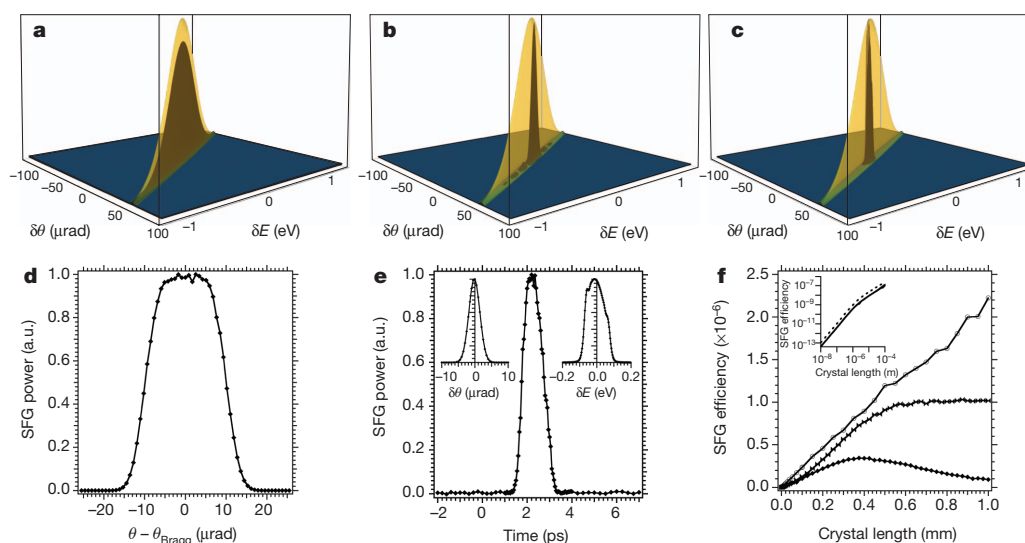 a
b
c
−100
−50
0
50
100
−1
0
1
δθ (μrad)
δE (eV)
−100
−50
0
50
100
−1
0
1
δθ (μrad)
δE (eV)
−100
−50
0
50
100
−1
0
1
δθ (μrad)
δE (eV)
d
SFG power (a.u.)
1.0
0.8
0.6
0.4
0.2
0.0
−20 −10 0 10 20
θ − θBragg (μrad)
e
SFG power (a.u.)
1.0
0.8
0.6
0.4
0.2
0.0
−10 0 10
δθ (μrad)
−0.2 0.0 0.2
δE (eV)
−2 0 2 4 6
Time (ps)
f
SFG efficiency (×10⁻⁶)
2.5
2.0
1.5
1.0
0.5
0.0
SFG efficiency
10⁻⁷
10⁻⁹
10⁻¹¹
10⁻¹³
10⁻⁸ 10⁻⁶ 10⁻⁴
Crystal length (m)
0.0 0.2 0.4 0.6 0.8 1.0
Crystal length (mm)